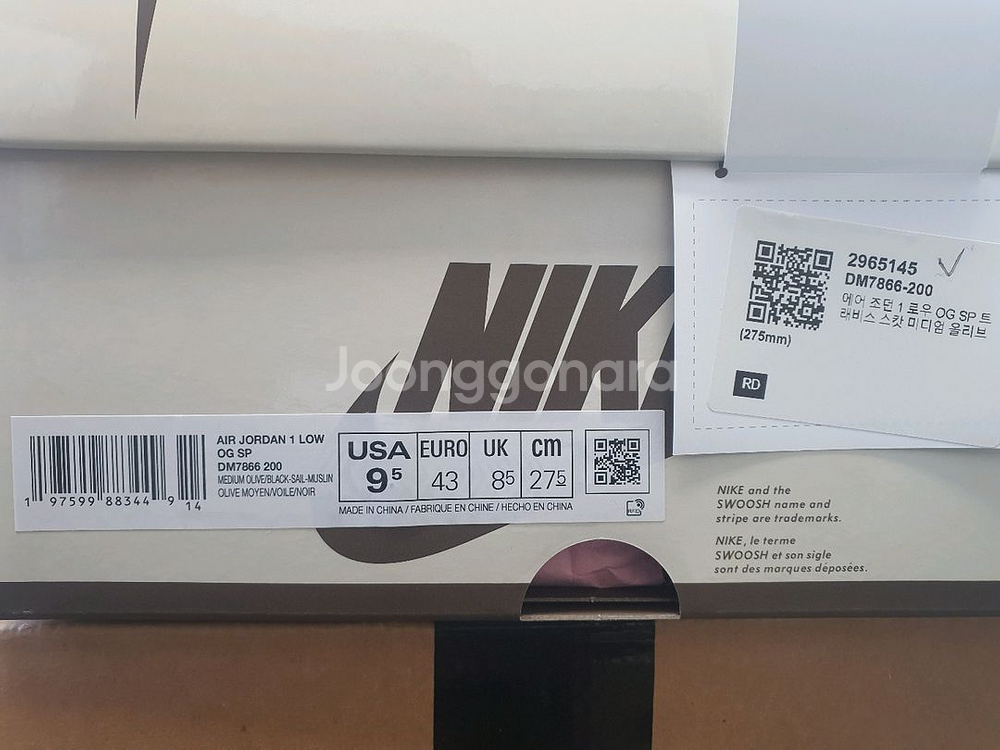 NIK
Joonggonara
2965145
DM7866-200
에어 조던 1 로우 OG SP 트
래비스 스캇 미디엄 올리브
(275mm)
RD
AIR JORDAN 1 LOW
OG SP
DM7866 200
MEDIUM OLIVE/BLACK-SAIL-MUSLIN
OLIVE MOYEN/VOILE/NOIR
1 97599 88344 9 14
USA EURO UK cm
9⁵ 43 8⁵ 27⁵
MADE IN CHINA / FABRIQUE EN CHINE / HECHO EN CHINA
RFID
NIKE and the
SWOOSH name and
stripe are trademarks.
NIKE, le terme
SWOOSH et son sigle
sont des marques déposées.